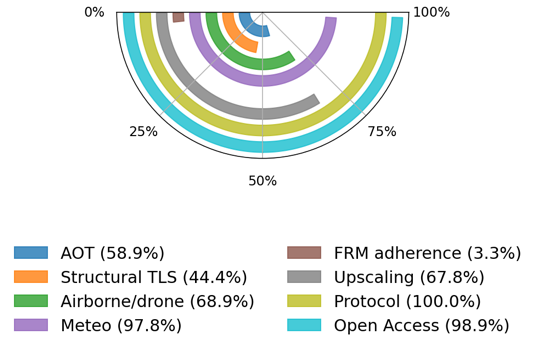 0% 100%
25% 75%
50%
AOT (58.9%)
Structural TLS (44.4%)
Airborne/drone (68.9%)
Meteo (97.8%)
FRM adherence (3.3%)
Upscaling (67.8%)
Protocol (100.0%)
Open Access (98.9%)